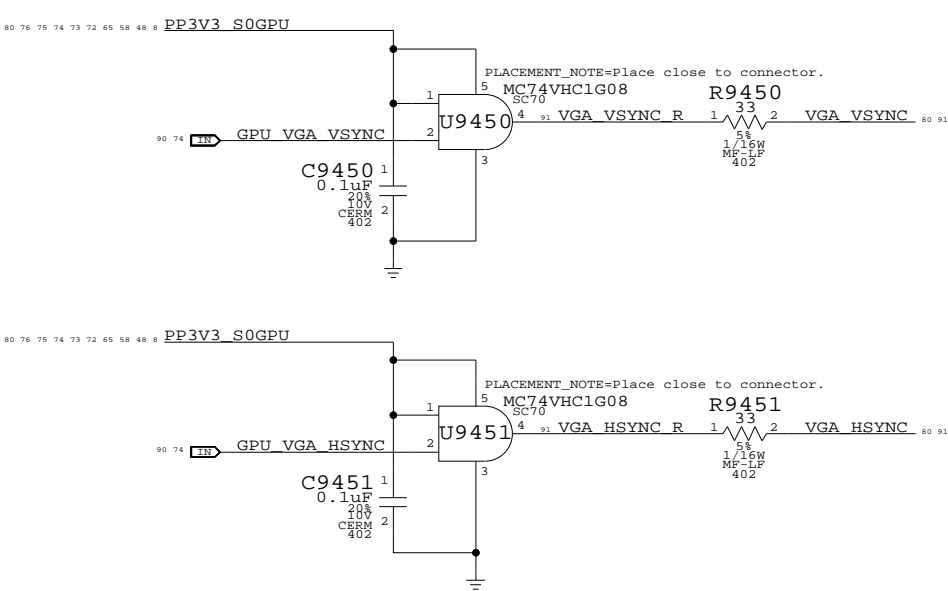 80 76 75 74 73 72 65 58 48 8 PP3V3_S0GPU
PLACEMENT_NOTE=Place close to connector.
5 MC74VHC1G08
SC70
R9450
33
1
U9450
4
91 VGA_VSYNC_R
1
2
VGA_VSYNC
80 91
90 74
IN
GPU_VGA_VSYNC
2
5%
1/16W
MF-LF
402
3
C9450
1
0.1uF
20%
10V
CERM
402
2
80 76 75 74 73 72 65 58 48 8 PP3V3_S0GPU
PLACEMENT_NOTE=Place close to connector.
5 MC74VHC1G08
SC70
R9451
33
1
U9451
4
91 VGA_HSYNC_R
1
2
VGA_HSYNC
80 91
90 74
IN
GPU_VGA_HSYNC
2
5%
1/16W
MF-LF
402
3
C9451
1
0.1uF
20%
10V
CERM
402
2